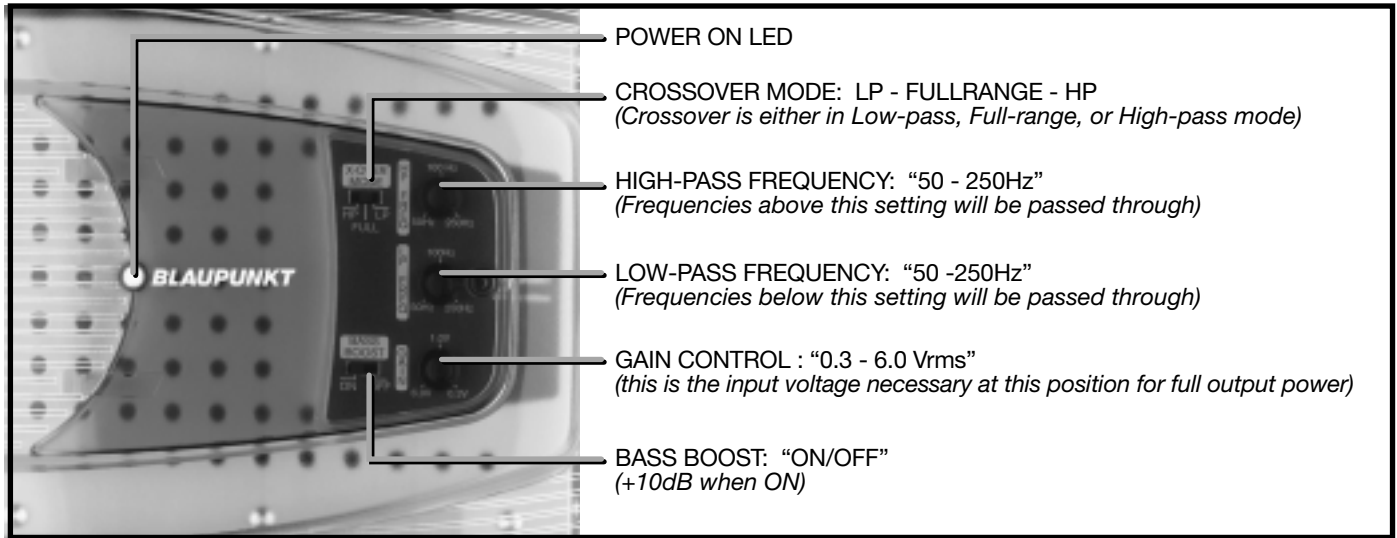 POWER ON LED
CROSSOVER MODE: LP - FULLRANGE - HP
(Crossover is either in Low-pass, Full-range, or High-pass mode)
HIGH-PASS FREQUENCY: “50 - 250Hz”
(Frequencies above this setting will be passed through)
LOW-PASS FREQUENCY: “50 -250Hz”
(Frequencies below this setting will be passed through)
GAIN CONTROL : “0.3 - 6.0 Vrms”
(this is the input voltage necessary at this position for full output power)
BASS BOOST: “ON/OFF”
(+10dB when ON)
MODE
HP LP
FULL
100Hz
50Hz 250Hz
BLAUPUNKT
100Hz
50Hz 250Hz
BASS
BOOST
ON